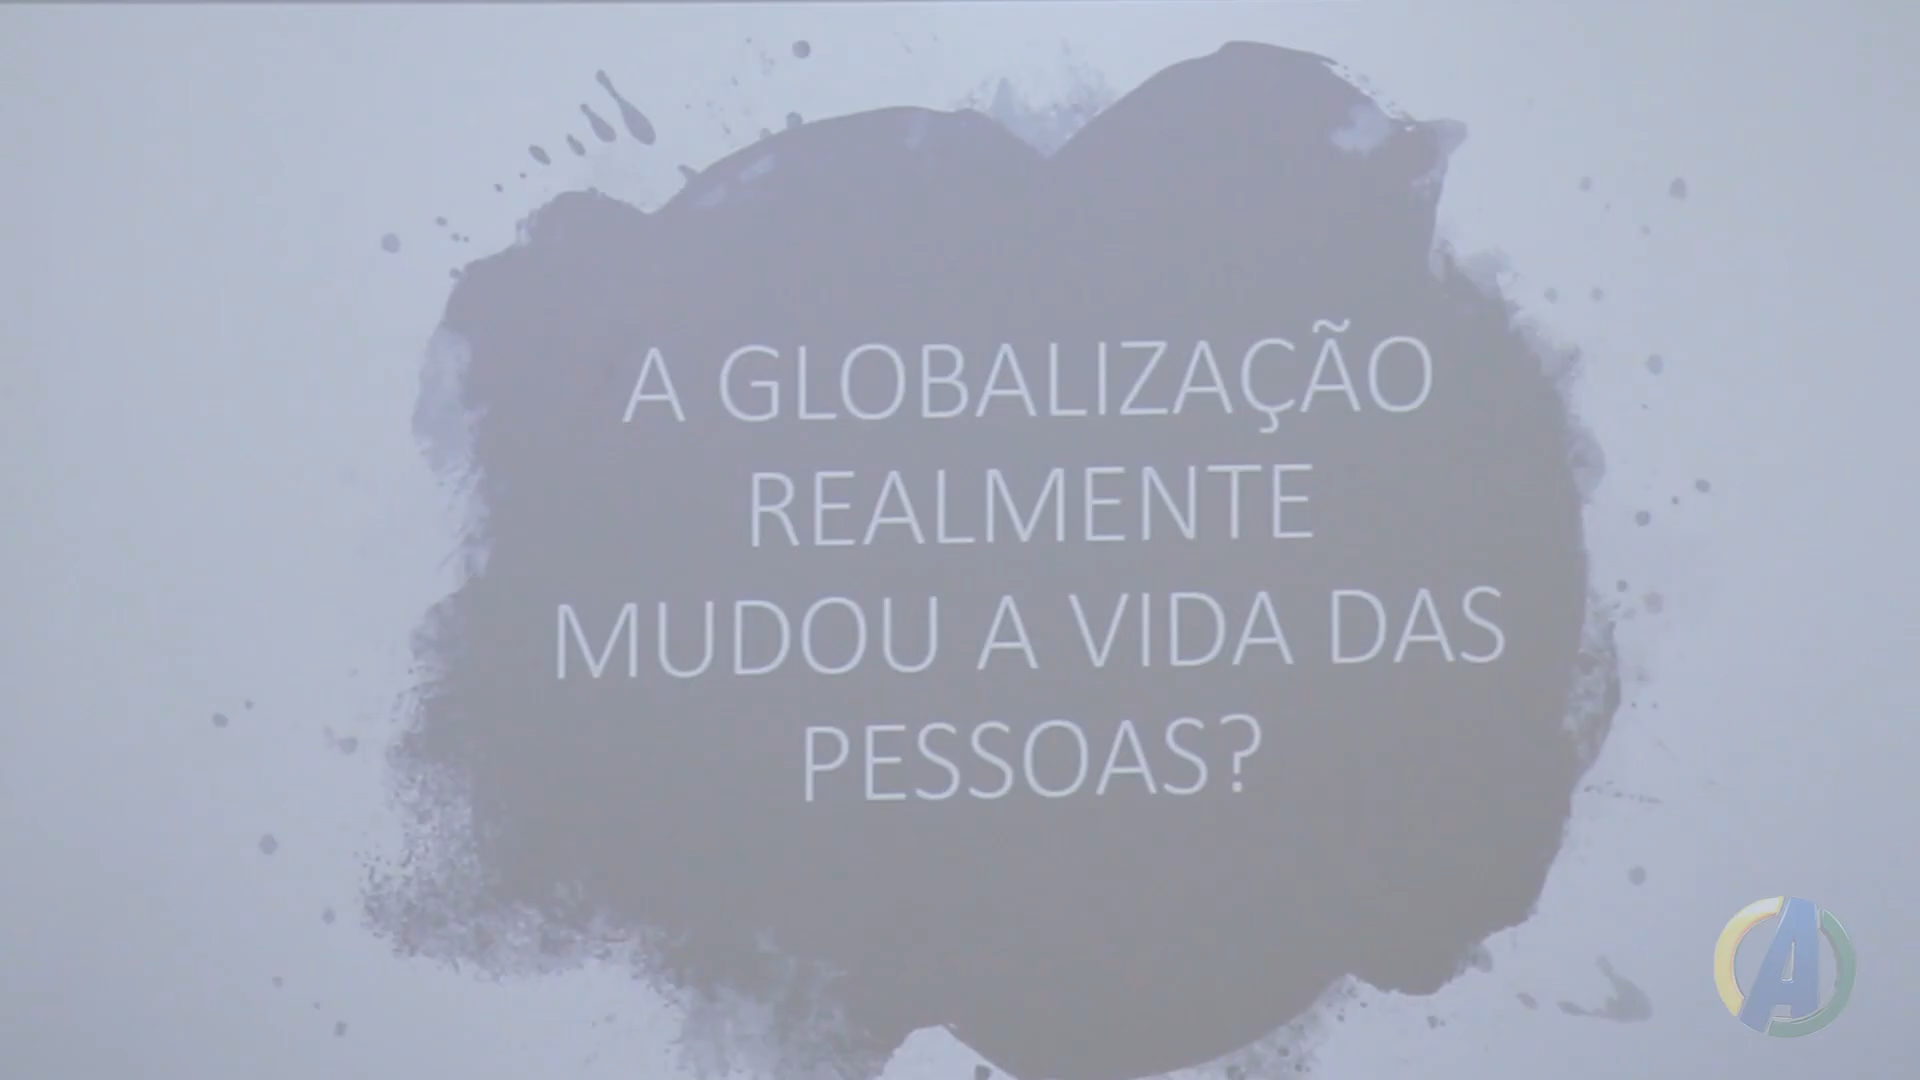 A GLOBALIZAÇÃO
REALMENTE
MUDOU A VIDA DAS
PESSOAS?
A